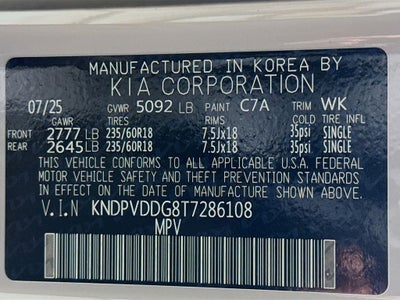 MANUFACTURED IN KOREA BY
KIA CORPORATION
07/25 GVWR 5092 LB PAINT C7A TRIM WK
GAWR TIRES RIMS COLD TIRE INFL
FRONT 2777 LB 235/60R18 7.5Jx18 35psi SINGLE
REAR 2645 LB 235/60R18 7.5Jx18 35psi SINGLE
THIS VEHICLE CONFORMS TO ALL APPLICABLE U.S.A. FEDERAL
MOTOR VEHICLE SAFETY AND THEFT PREVENTION STANDARDS
IN EFFECT ON THE DATE OF MANUFACTURE SHOWN ABOVE.
V.I.N KNDPVDDG8T7286108
MPV